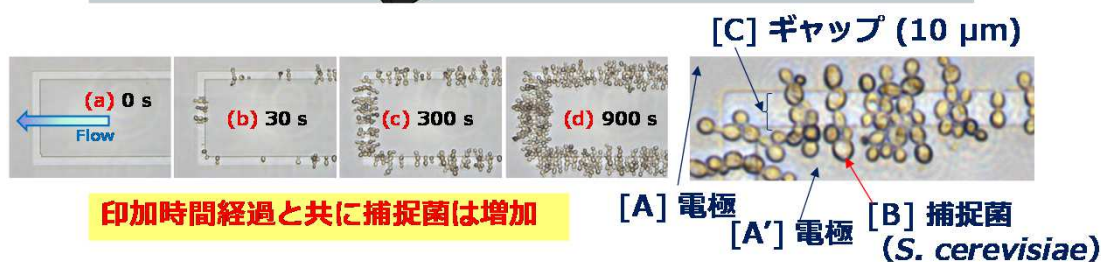 [C] ギャップ (10 μm)
(a) 0 s
Flow
(b) 30 s
(c) 300 s
(d) 900 s
印加時間経過と共に捕捉菌は増加
[A] 電極
[A’] 電極
[B] 捕捉菌
(S. cerevisiae)